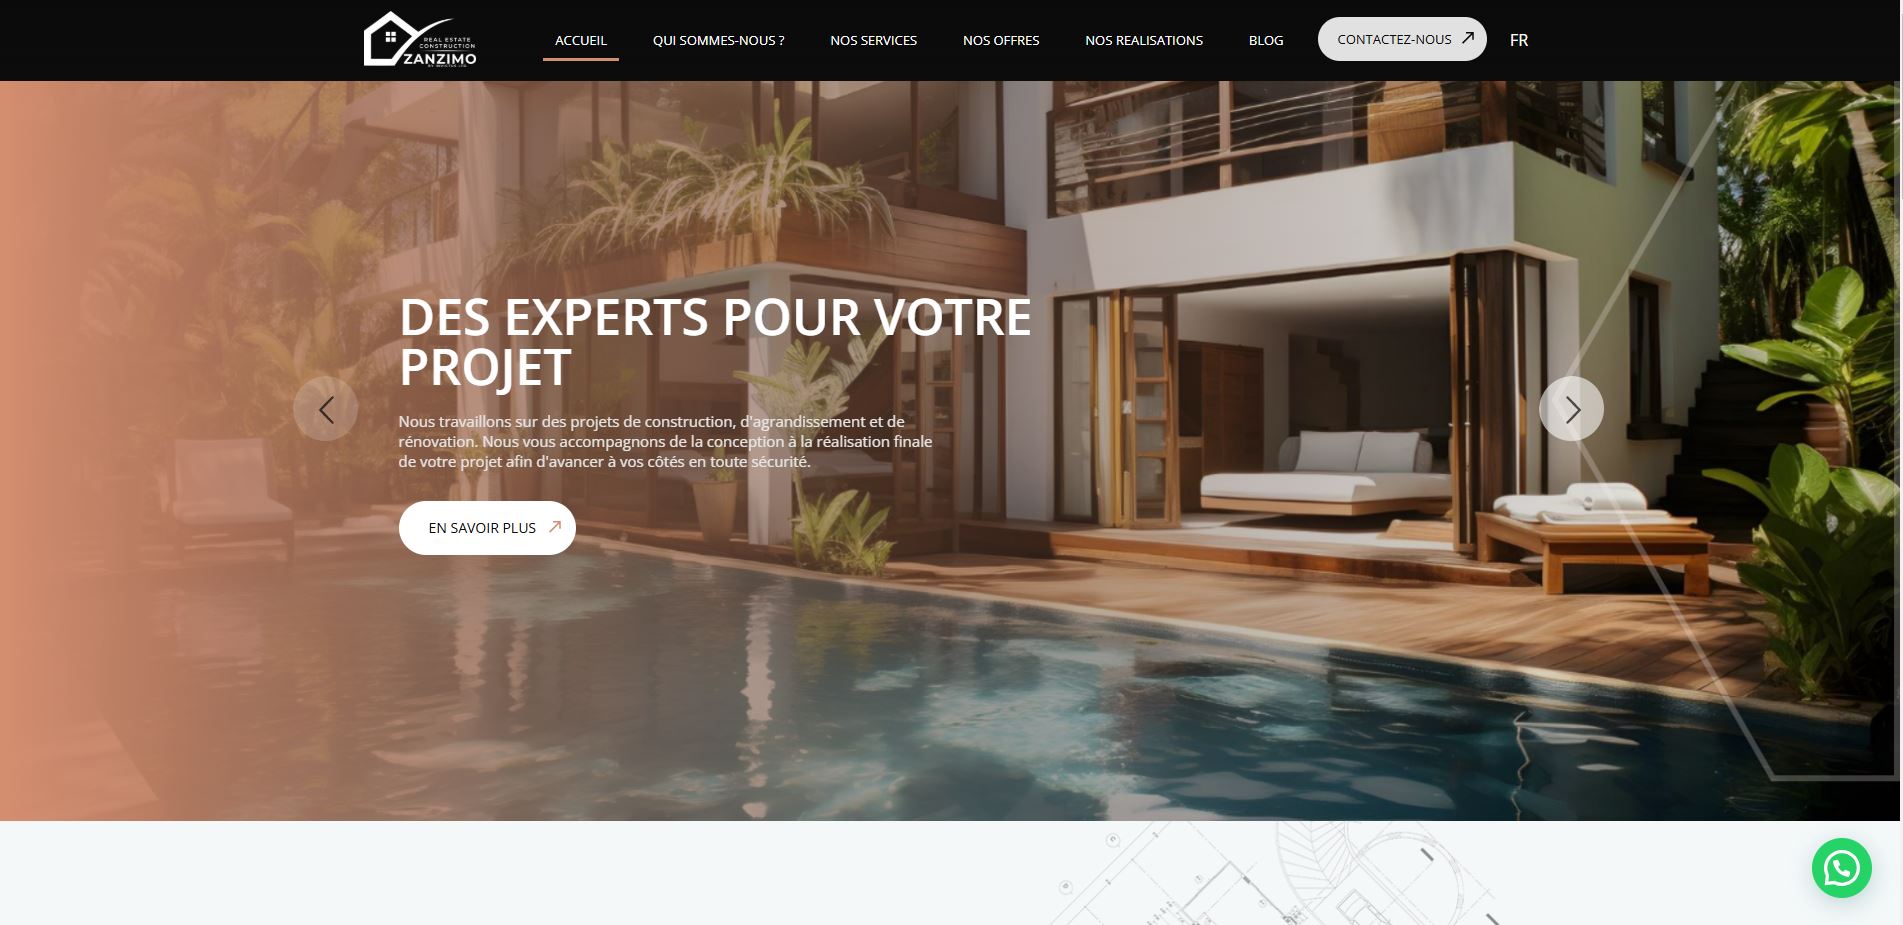 REAL ESTATE
CONSTRUCTION
ZANZIMO
ACCUEIL
QUI SOMMES-NOUS ?
NOS SERVICES
NOS OFFRES
NOS REALISATIONS
BLOG
CONTACTEZ-NOUS
FR
DES EXPERTS POUR VOTRE
PROJET
Nous travaillons sur des projets de construction, d'agrandissement et de
rénovation. Nous vous accompagnons de la conception à la réalisation finale
de votre projet afin d'avancer à vos côtés en toute sécurité.
EN SAVOIR PLUS